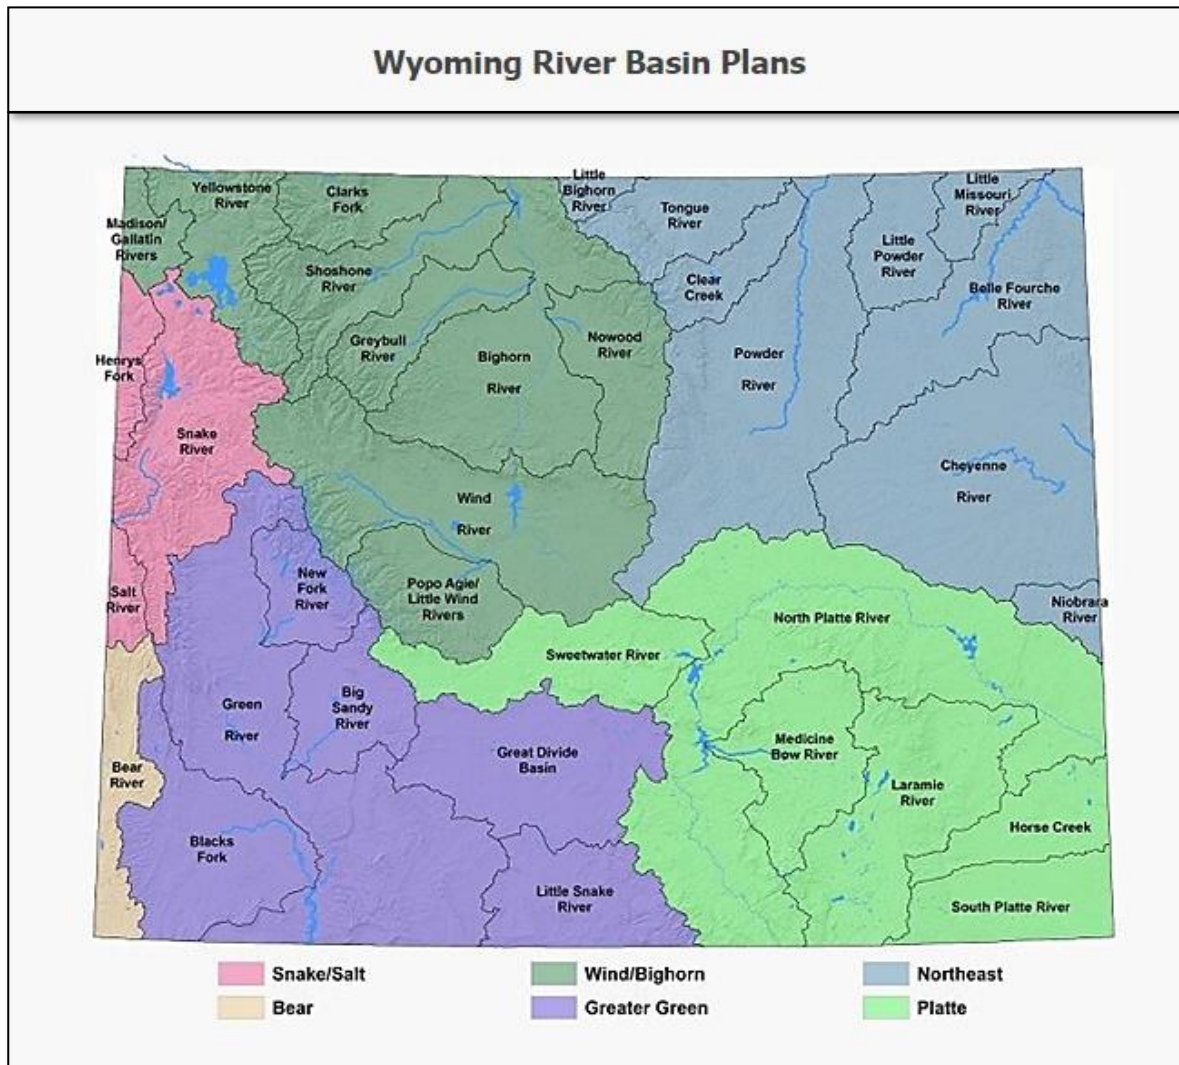 Wyoming River Basin Plans
Yellowstone
River
Clarks
Fork
Little
Bighorn
River
Tongue
River
Little
Missouri
River
Madison/
Gallatin
Rivers
Shoshone
River
Clear
Creek
Little
Powder
River
Belle Fourche
River
Henrys
Fork
Greybull
River
Bighorn
River
Nowood
River
Powder
River
Snake
River
Wind
River
Cheyenne
River
Salt
River
New
Fork
River
Popo Agie/
Little Wind
Rivers
North Platte River
Niobrara
River
Sweetwater River
Green
River
Big
Sandy
River
Great Divide
Basin
Medicine
Bow River
Bear
River
Laramie
River
Blacks
Fork
Horse Creek
Little Snake
River
South Platte River
Snake/Salt
Wind/Bighorn
Northeast
Bear
Greater Green
Platte